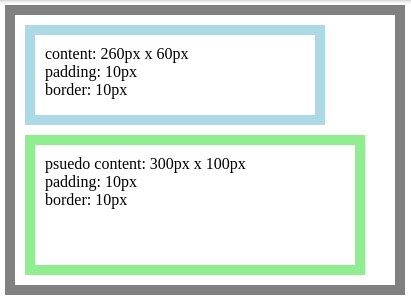 content: 260px x 60px
padding: 10px
border: 10px
psuedo content: 300px x 100px
padding: 10px
border: 10px